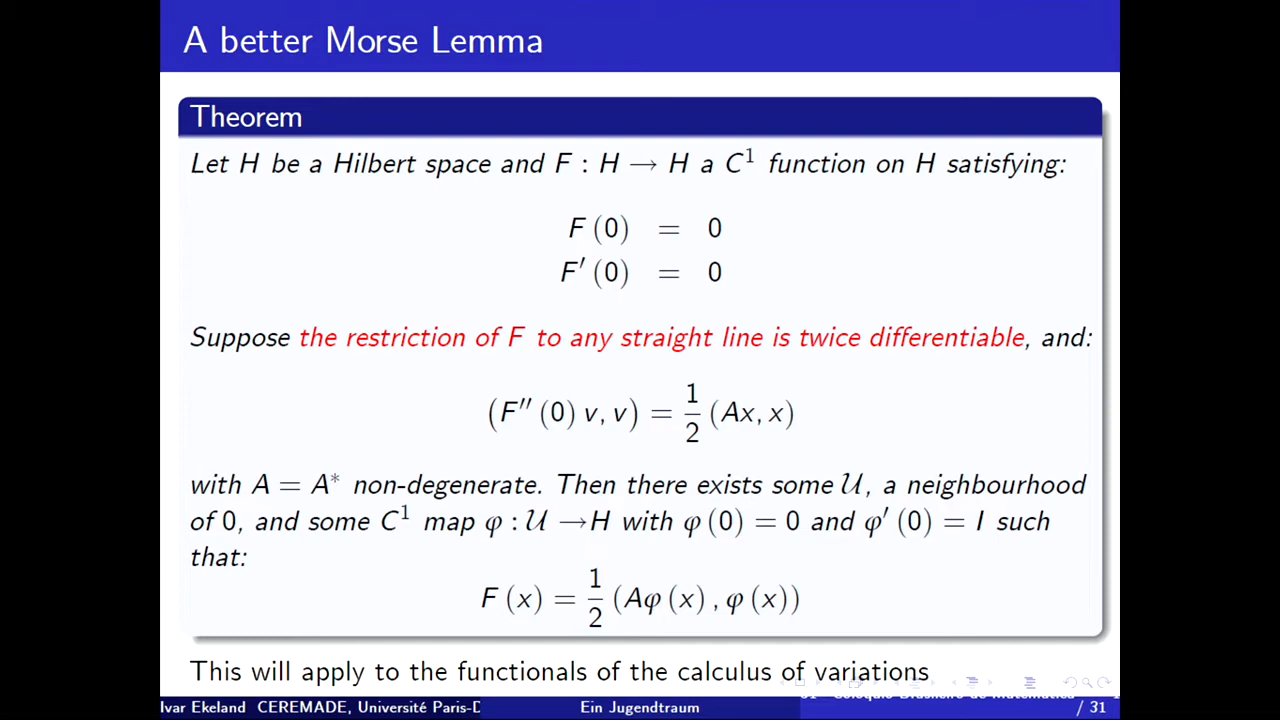 A better Morse Lemma
Theorem
Let H be a Hilbert space and F : H → H a C¹ function on H satisfying:
F (0) = 0
F′ (0) = 0
Suppose the restriction of F to any straight line is twice differentiable, and:
(F″ (0) v, v) = 1/2 (Ax, x)
with A = A* non-degenerate. Then there exists some 𝒰, a neighbourhood
of 0, and some C¹ map φ : 𝒰 → H with φ (0) = 0 and φ′ (0) = I such
that:
F (x) = 1/2 (Aφ (x) , φ (x))
This will apply to the functionals of the calculus of variations
Ivar Ekeland CEREMADE, Université Paris-D Ein Jugendtraum / 31